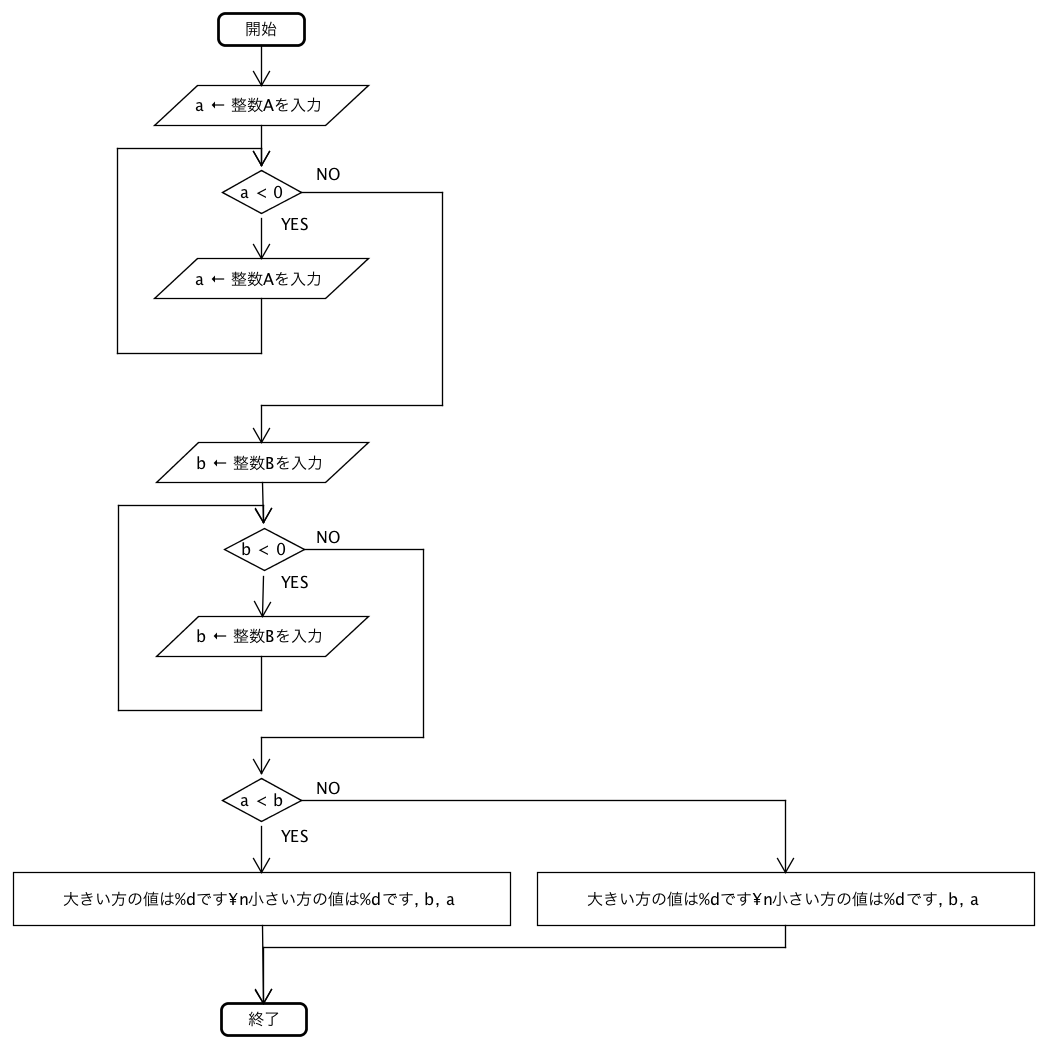 開始
a ← 整数Aを入力
a < 0
NO
YES
a ← 整数Aを入力
b ← 整数Bを入力
b < 0
NO
YES
b ← 整数Bを入力
a < b
NO
YES
大きい方の値は%dです¥n小さい方の値は%dです, b, a
大きい方の値は%dです¥n小さい方の値は%dです, b, a
終了